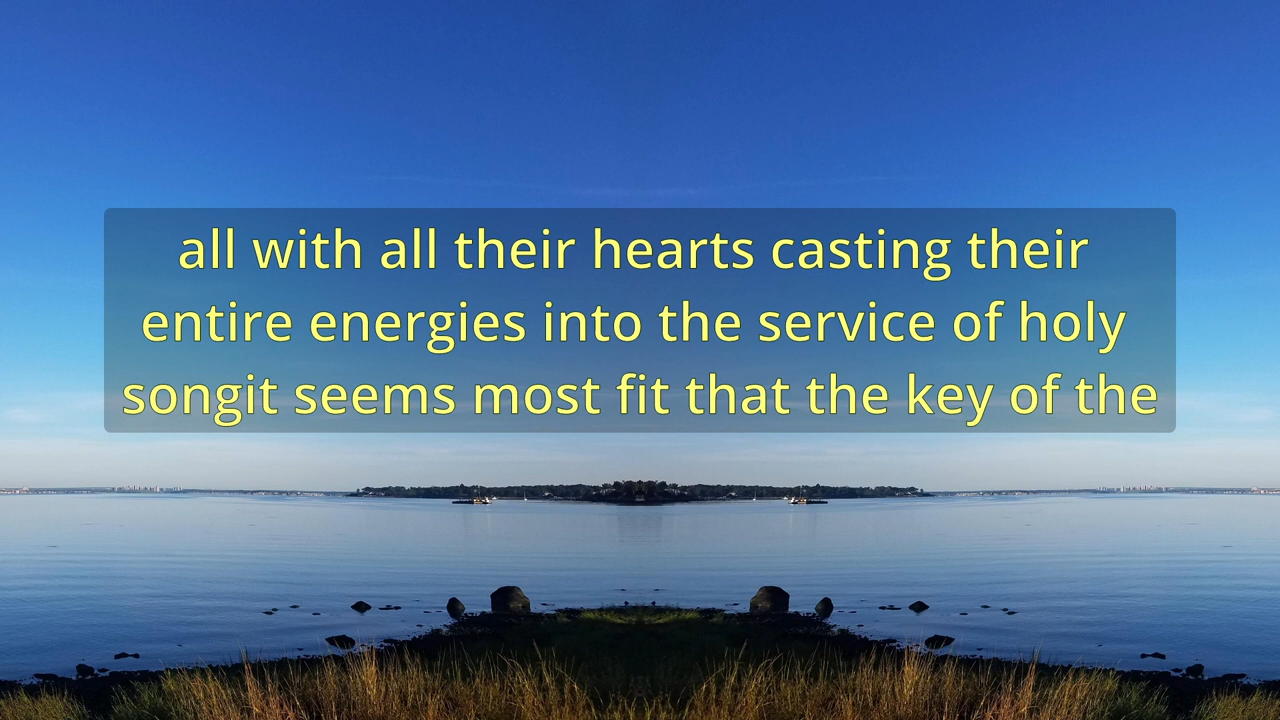 all with all their hearts casting their
entire energies into the service of holy
songit seems most fit that the key of the